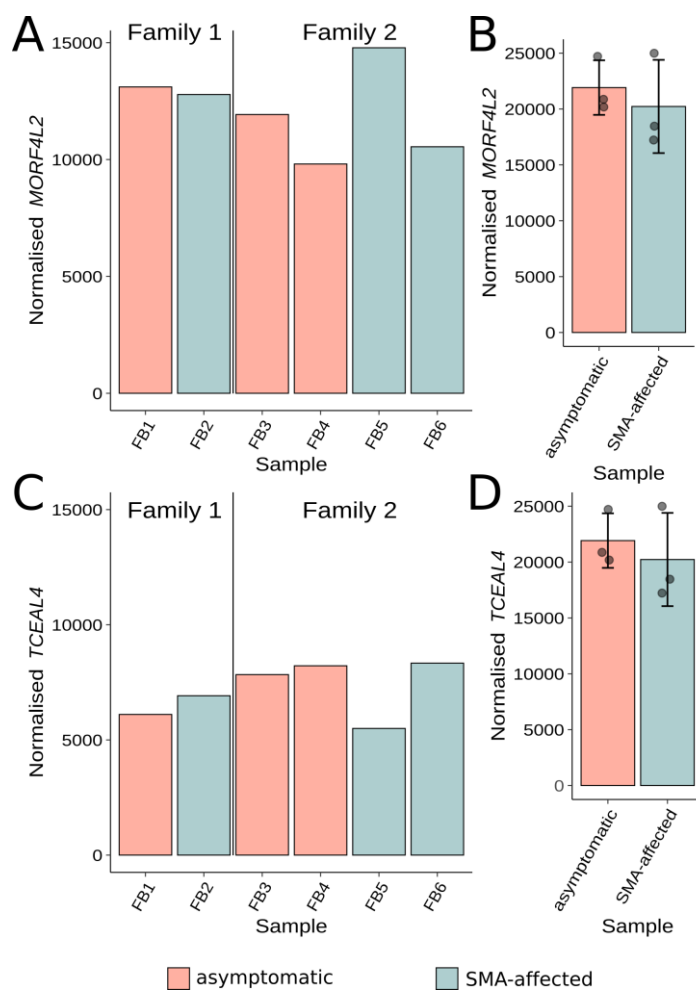 A
Family 1
Family 2
15000
10000
5000
0
Normalised MORF4L2
FB1
FB2
FB3
FB4
FB5
FB6
Sample
B
25000
20000
15000
10000
5000
0
Normalised MORF4L2
asymptomatic
SMA-affected
Sample
C
Family 1
Family 2
15000
10000
5000
0
Normalised TCEAL4
FB1
FB2
FB3
FB4
FB5
FB6
Sample
D
25000
20000
15000
10000
5000
0
Normalised TCEAL4
asymptomatic
SMA-affected
Sample
asymptomatic
SMA-affected